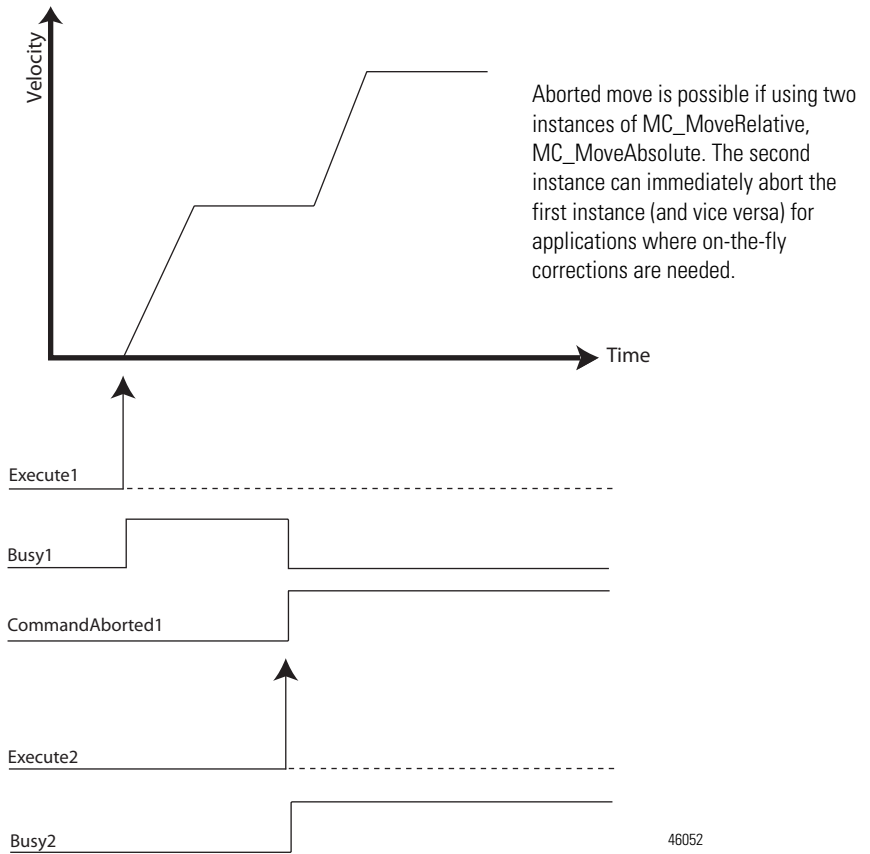 Velocity
Aborted move is possible if using two
instances of MC_MoveRelative,
MC_MoveAbsolute. The second
instance can immediately abort the
first instance (and vice versa) for
applications where on-the-fly
corrections are needed.
Time
Execute1
Busy1
CommandAborted1
Execute2
Busy2
46052